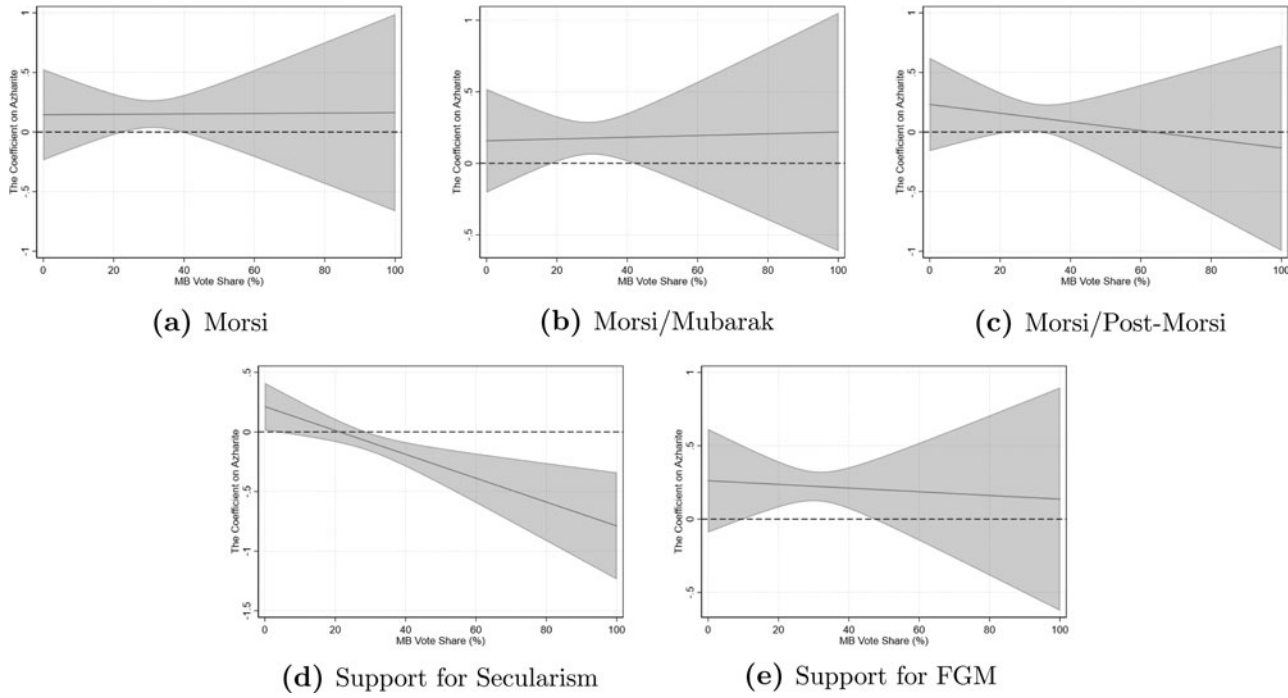 The Coefficient on Azharite
1
.5
0
-.5
-1
0 20 40 60 80 100
MB Vote Share (%)
(a) Morsi
The Coefficient on Azharite
1
.5
0
-.5
0 20 40 60 80 100
MB Vote Share (%)
(b) Morsi/Mubarak
The Coefficient on Azharite
1
.5
0
-.5
-1
0 20 40 60 80 100
MB Vote Share (%)
(c) Morsi/Post-Morsi
The Coefficient on Azharite
.5
0
-.5
-1
-1.5
0 20 40 60 80 100
MB Vote Share (%)
(d) Support for Secularism
The Coefficient on Azharite
1
.5
0
-.5
0 20 40 60 80 100
MB Vote Share (%)
(e) Support for FGM